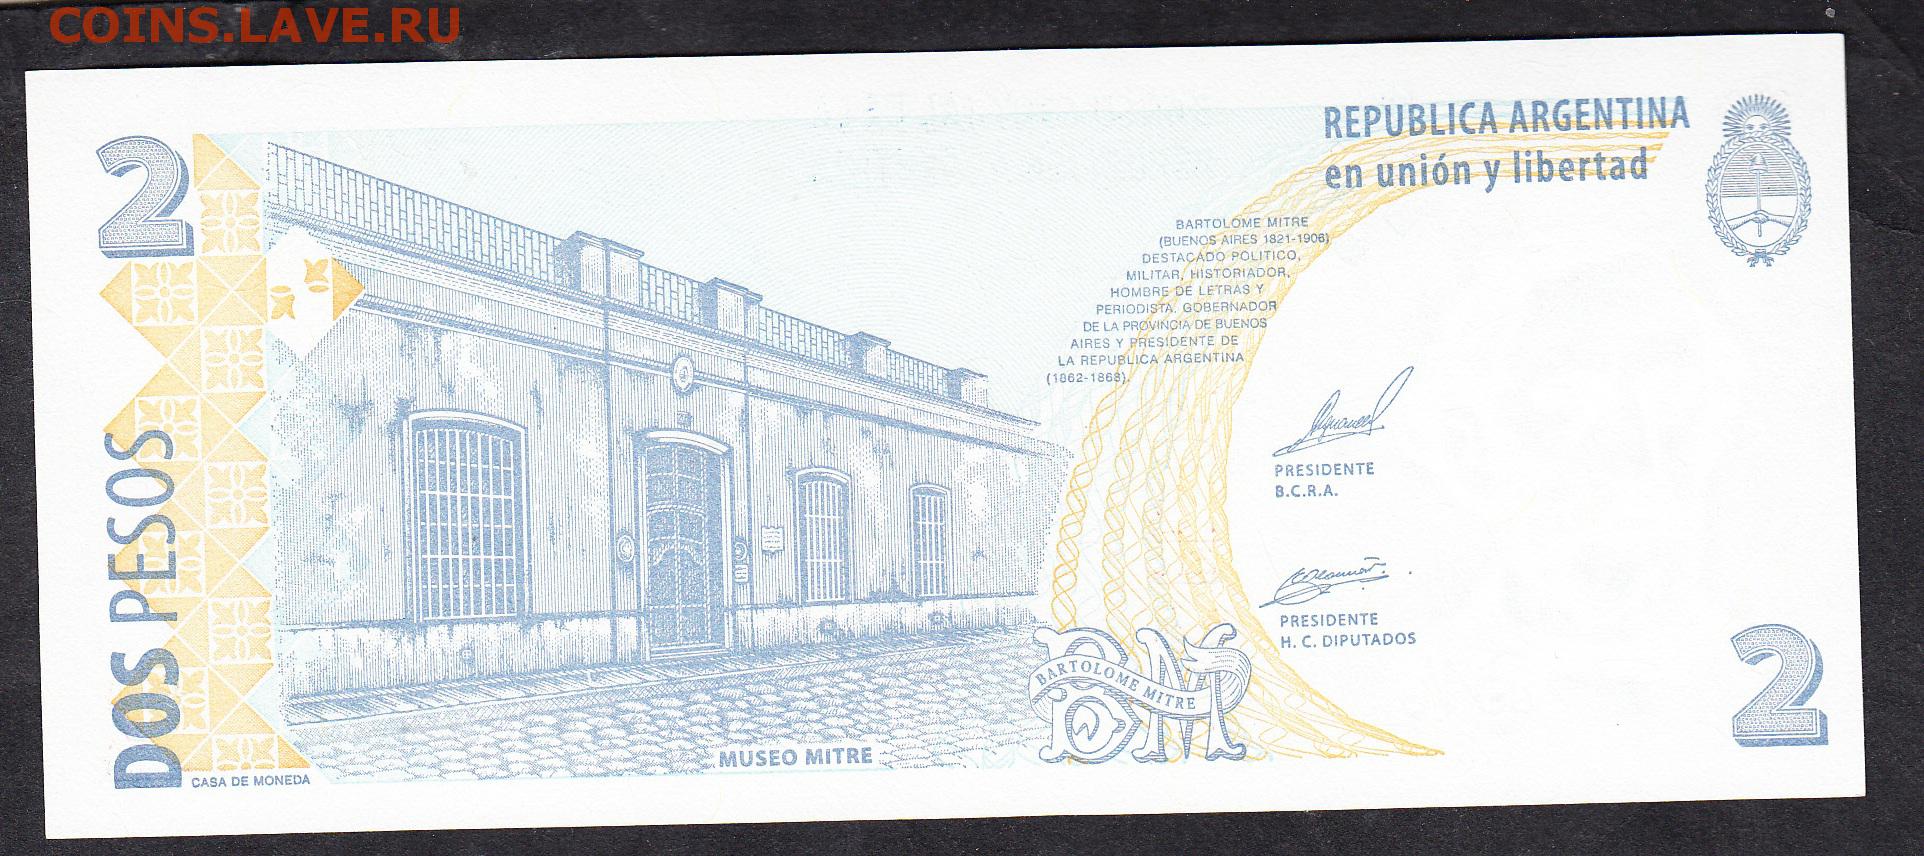 COINS.LAVE.РУ
2
REPUBLICA ARGENTINA
en unión y libertad
BARTOLOME MITRE
(BUENOS AIRES 1821-1906)
DESTACADO POLITICO,
MILITAR, HISTORIADOR,
HOMBRE DE LETRAS Y
PERIODISTA. GOBERNADOR
DE LA PROVINCIA DE BUENOS
AIRES Y PRESIDENTE DE
LA REPUBLICA ARGENTINA
(1862-1868).
PRESIDENTE
B.C.R.A.
PRESIDENTE
H. C. DIPUTADOS
DOS PESOS
BM
BARTOLOME MITRE
MUSEO MITRE
CASA DE MONEDA
2